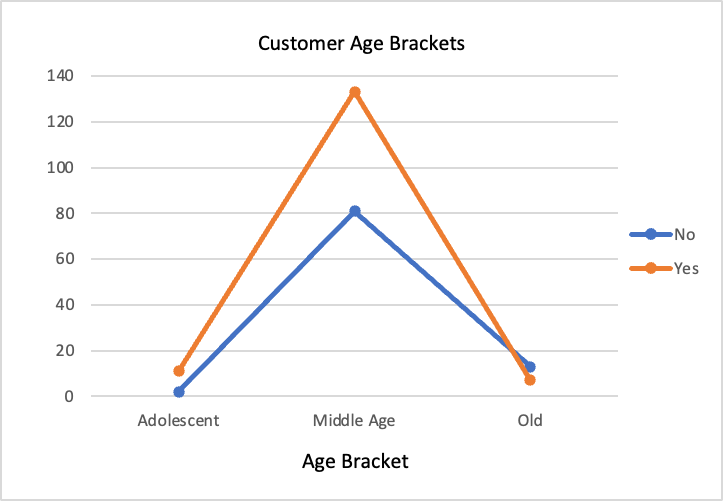 Customer Age Brackets
140
120
100
80
60
40
20
0
No
Yes
Adolescent Middle Age Old
Age Bracket